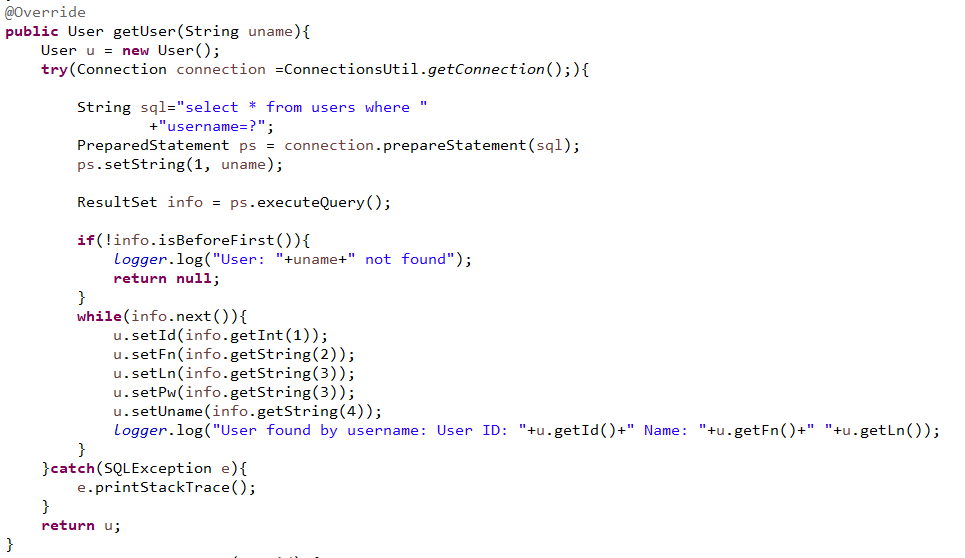 @Override
public User getUser(String uname){
    User u = new User();
    try(Connection connection =ConnectionsUtil.getConnection();){

        String sql="select * from users where "
                +"username=?";
        PreparedStatement ps = connection.prepareStatement(sql);
        ps.setString(1, uname);

        ResultSet info = ps.executeQuery();

        if(!info.isBeforeFirst()){
            logger.log("User: "+uname+" not found");
            return null;
        }
        while(info.next()){
            u.setId(info.getInt(1));
            u.setFn(info.getString(2));
            u.setLn(info.getString(3));
            u.setPw(info.getString(3));
            u.setUname(info.getString(4));
            logger.log("User found by username: User ID: "+u.getId()+" Name: "+u.getFn()+" "+u.getLn());
        }
    }catch(SQLException e){
        e.printStackTrace();
    }
    return u;
}